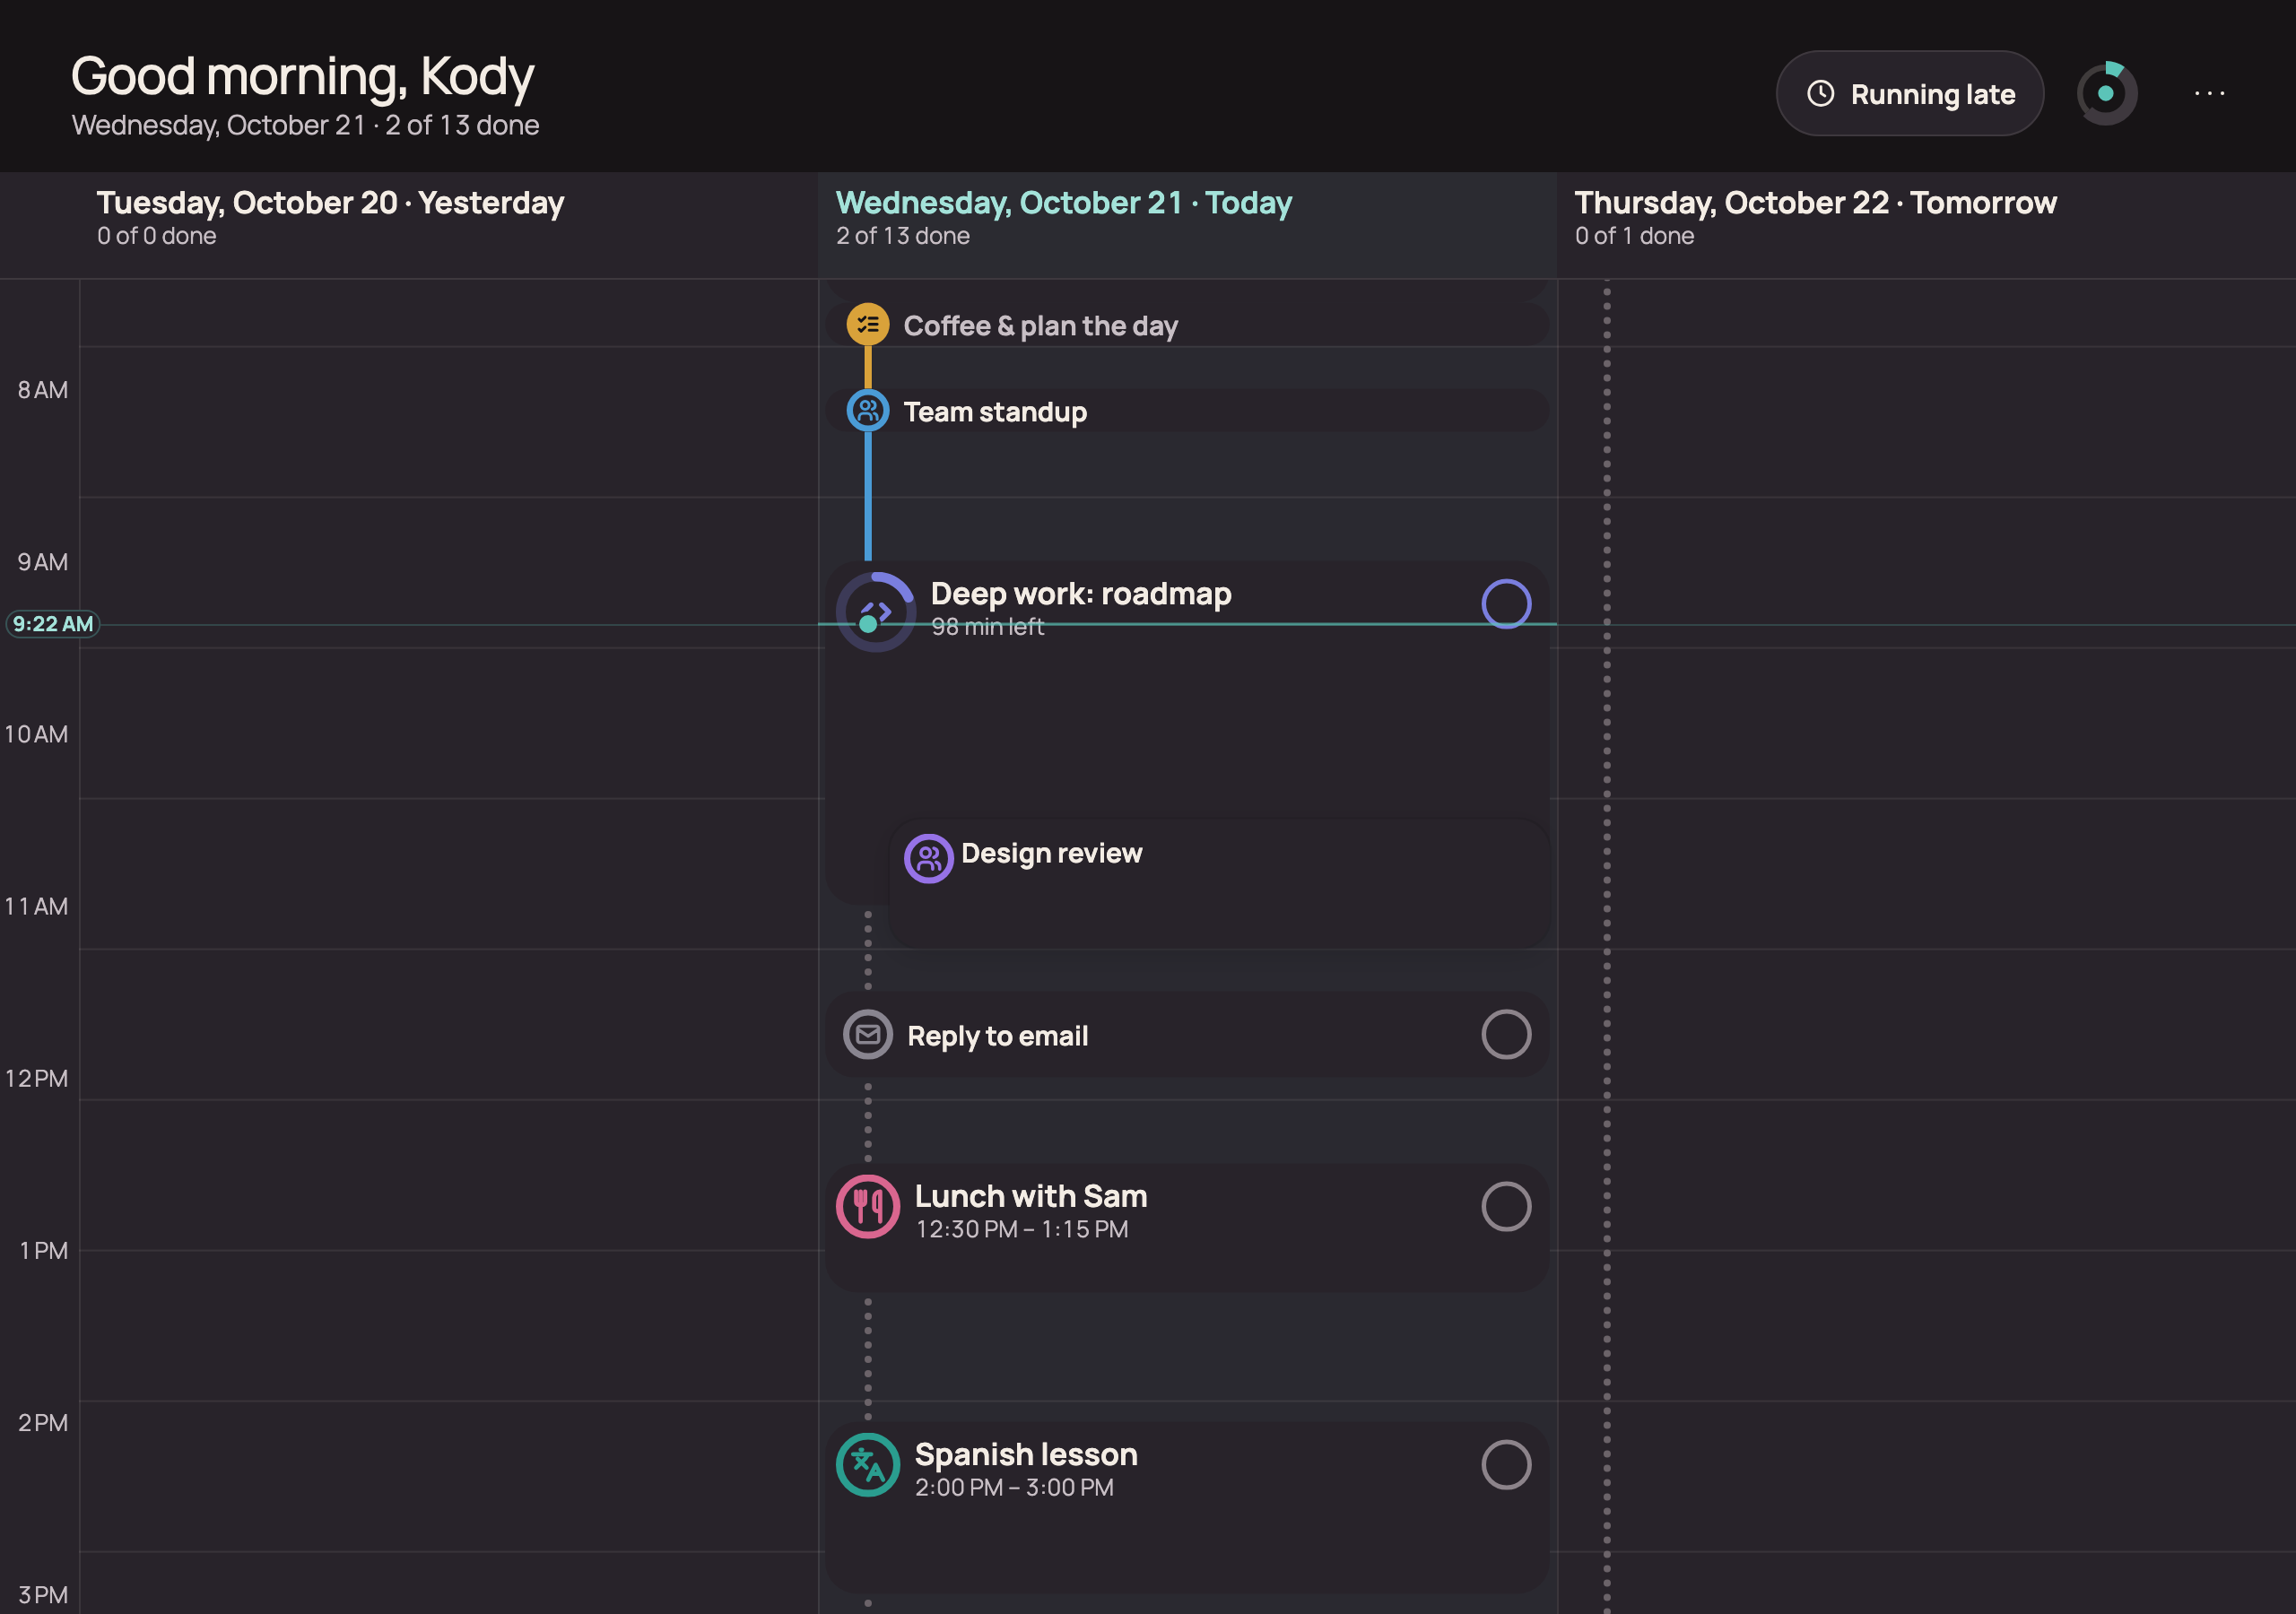 Good morning, Kody
Wednesday, October 21 · 2 of 13 done
Running late
Tuesday, October 20 · Yesterday
0 of 0 done
Wednesday, October 21 · Today
2 of 13 done
Thursday, October 22 · Tomorrow
0 of 1 done
Coffee & plan the day
8 AM
Team standup
9 AM
Deep work: roadmap
9:22 AM
98 min left
10 AM
Design review
11 AM
Reply to email
12 PM
Lunch with Sam
12:30 PM – 1:15 PM
1 PM
2 PM
Spanish lesson
2:00 PM – 3:00 PM
3 PM